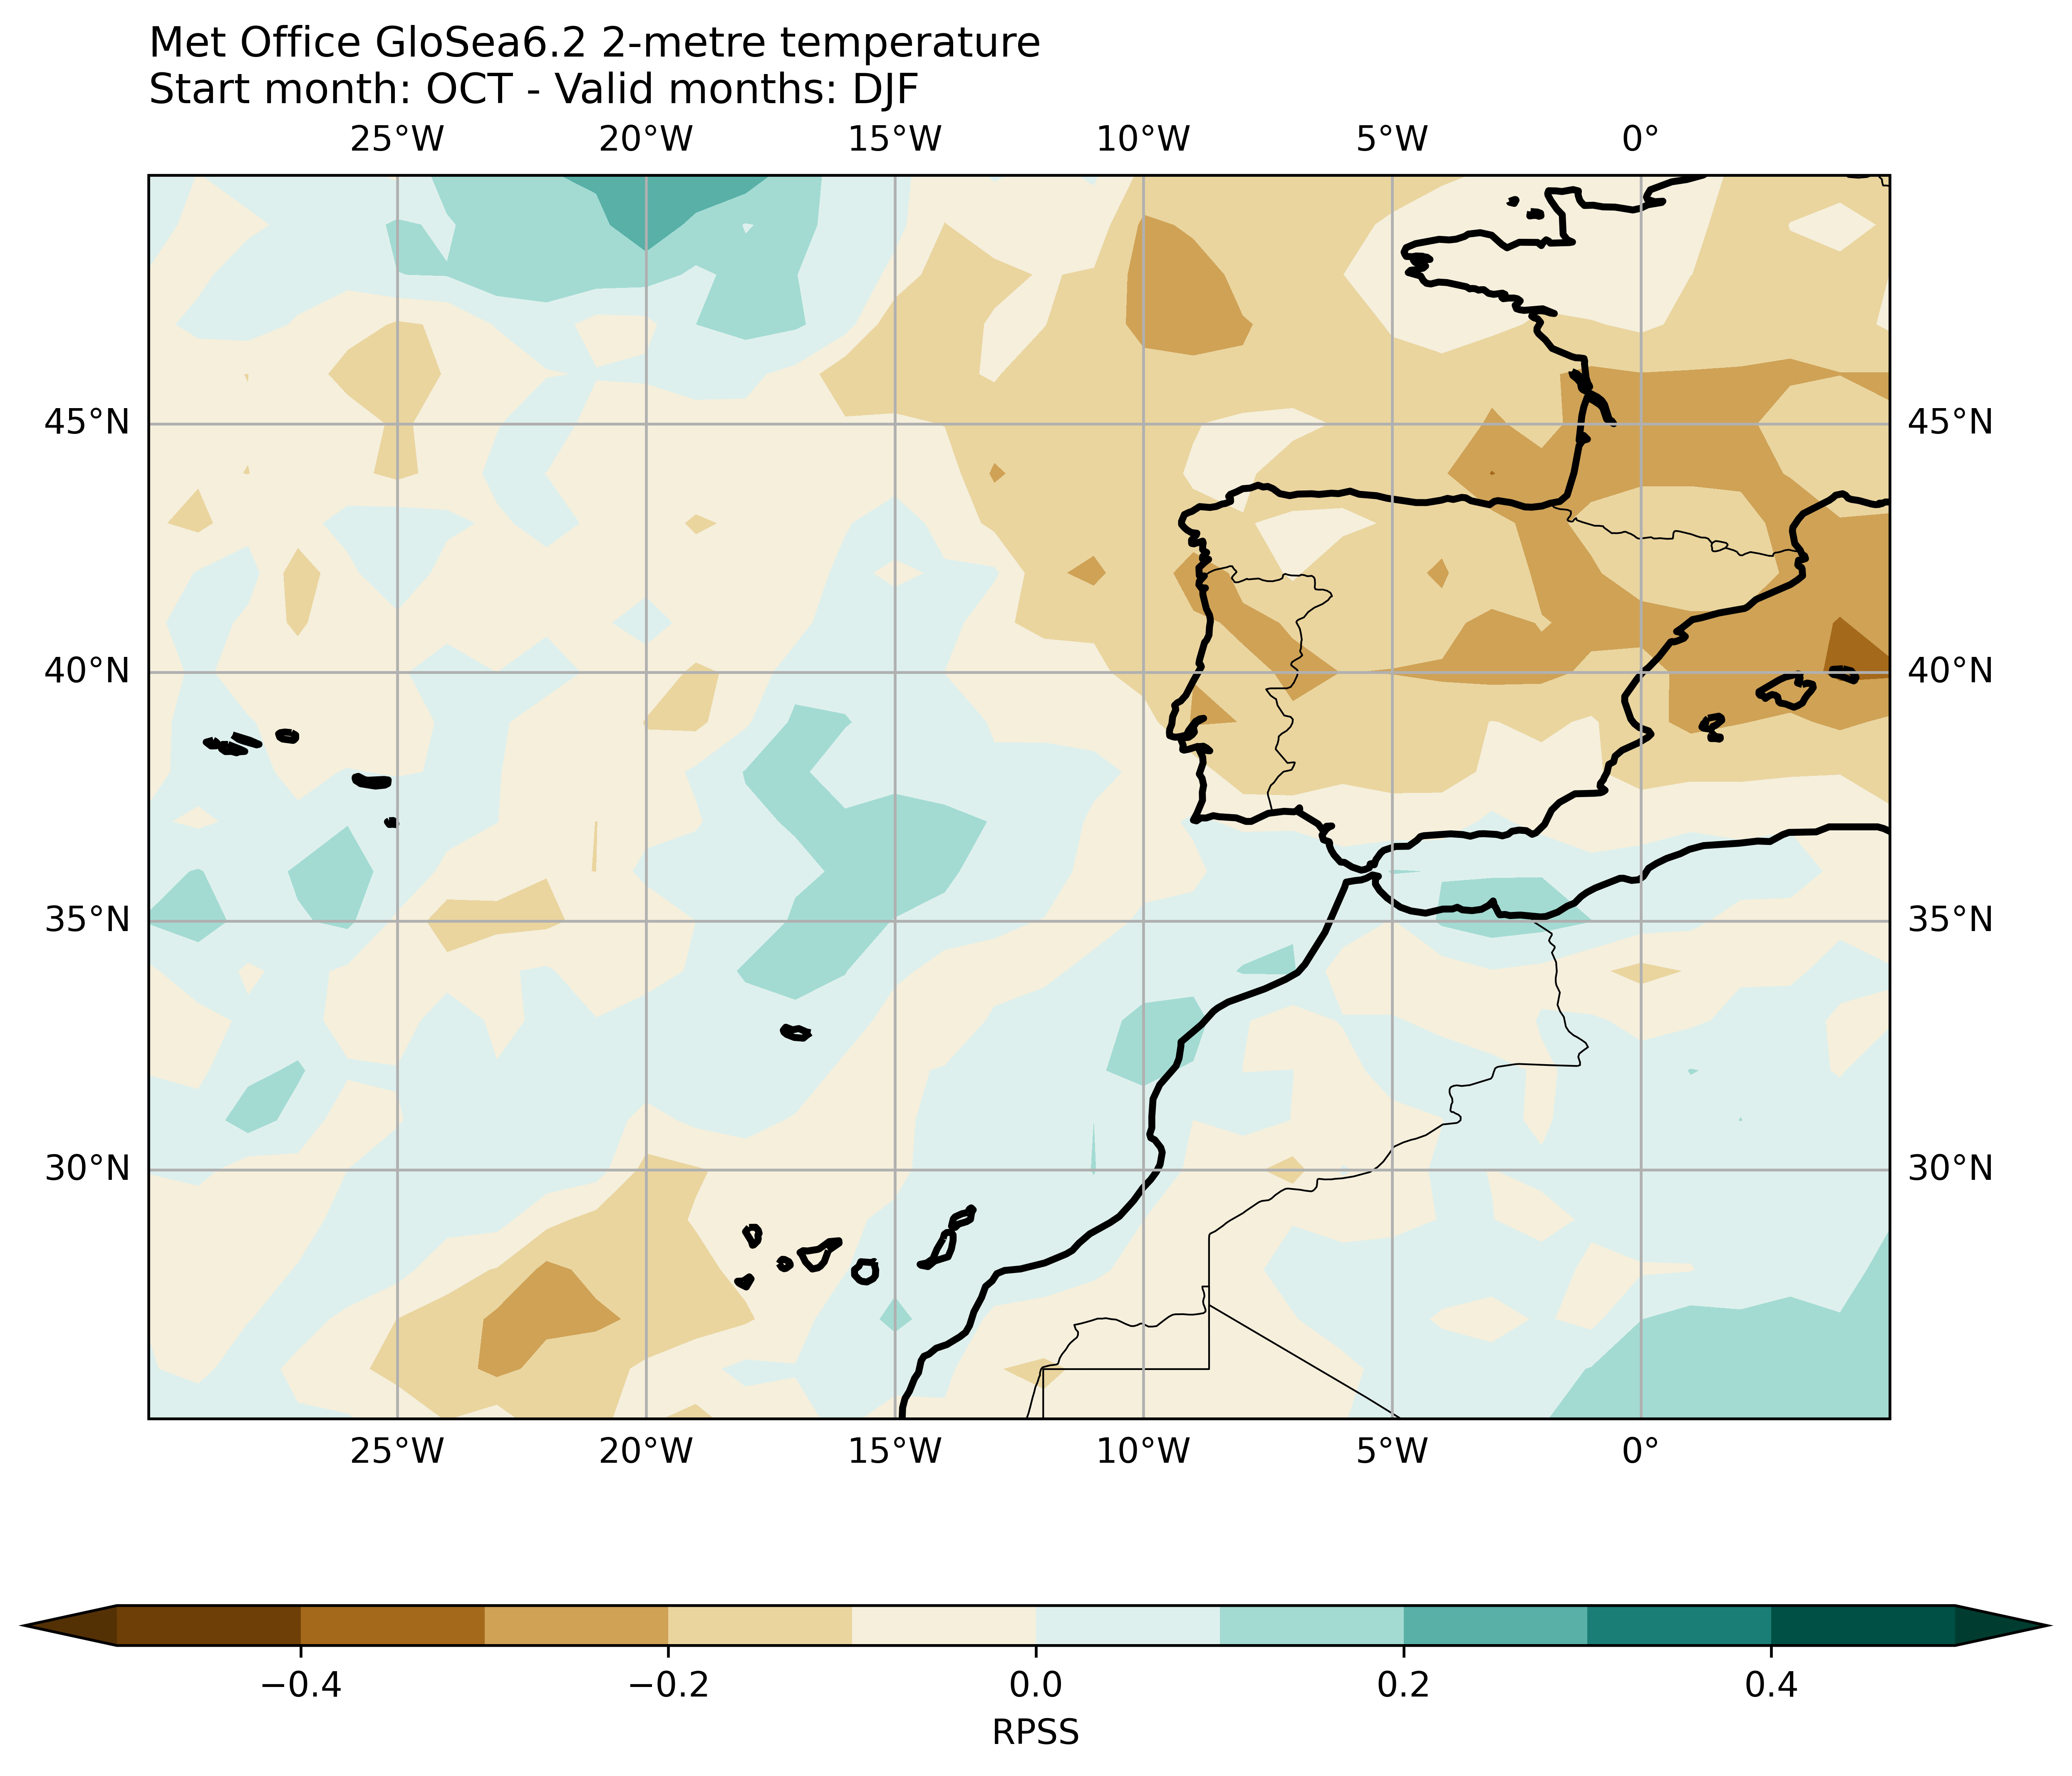 Met Office GloSea6.2 2-metre temperature
Start month: OCT - Valid months: DJF
25°W 20°W 15°W 10°W 5°W 0°
45°N 45°N
40°N 40°N
35°N 35°N
30°N 30°N
25°W 20°W 15°W 10°W 5°W 0°
−0.4 −0.2 0.0 0.2 0.4
RPSS